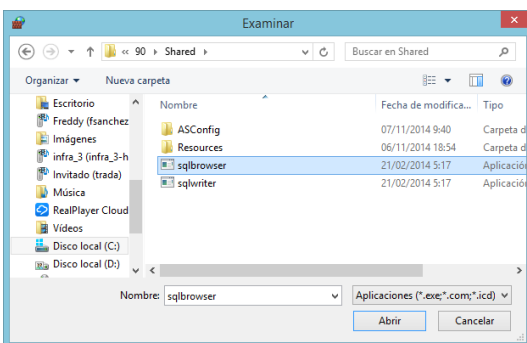 Examinar
« 90 ▸ Shared ▸
Buscar en Shared
Organizar
Nueva carpeta
Escritorio
Freddy (fsanchez
Imágenes
infra_3 (infra_3-h
Invitado (trada)
Música
RealPlayer Cloud
Vídeos
Disco local (C:)
Disco local (D:)
Nombre Fecha de modifica... Tipo
ASConfig 07/11/2014 9:40 Carpeta d
Resources 06/11/2014 18:54 Carpeta d
sqlbrowser 21/02/2014 5:17 Aplicació
sqlwriter 21/02/2014 5:17 Aplicació
Nombre: sqlbrowser
Aplicaciones (*.exe;*.com;*.icd)
Abrir Cancelar